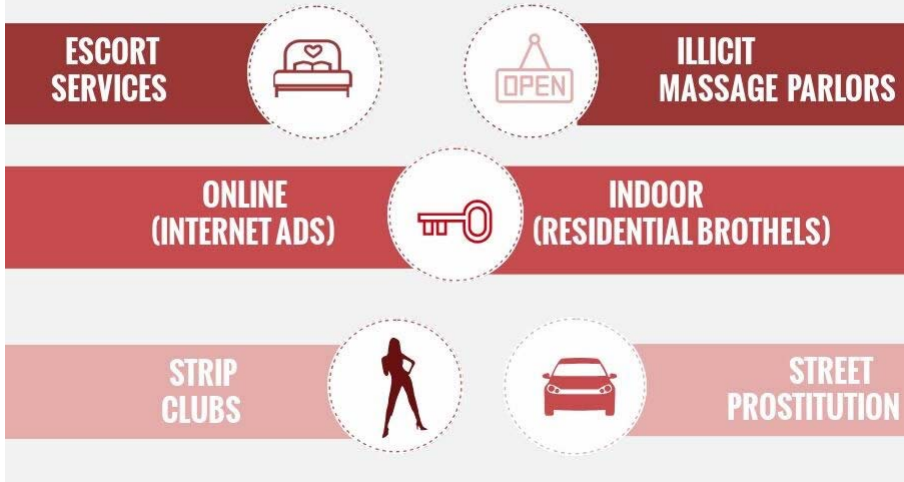 ESCORT
SERVICES
OPEN
ILLICIT
MASSAGE PARLORS
ONLINE
(INTERNET ADS)
INDOOR
(RESIDENTIAL BROTHELS)
STRIP
CLUBS
STREET
PROSTITUTION